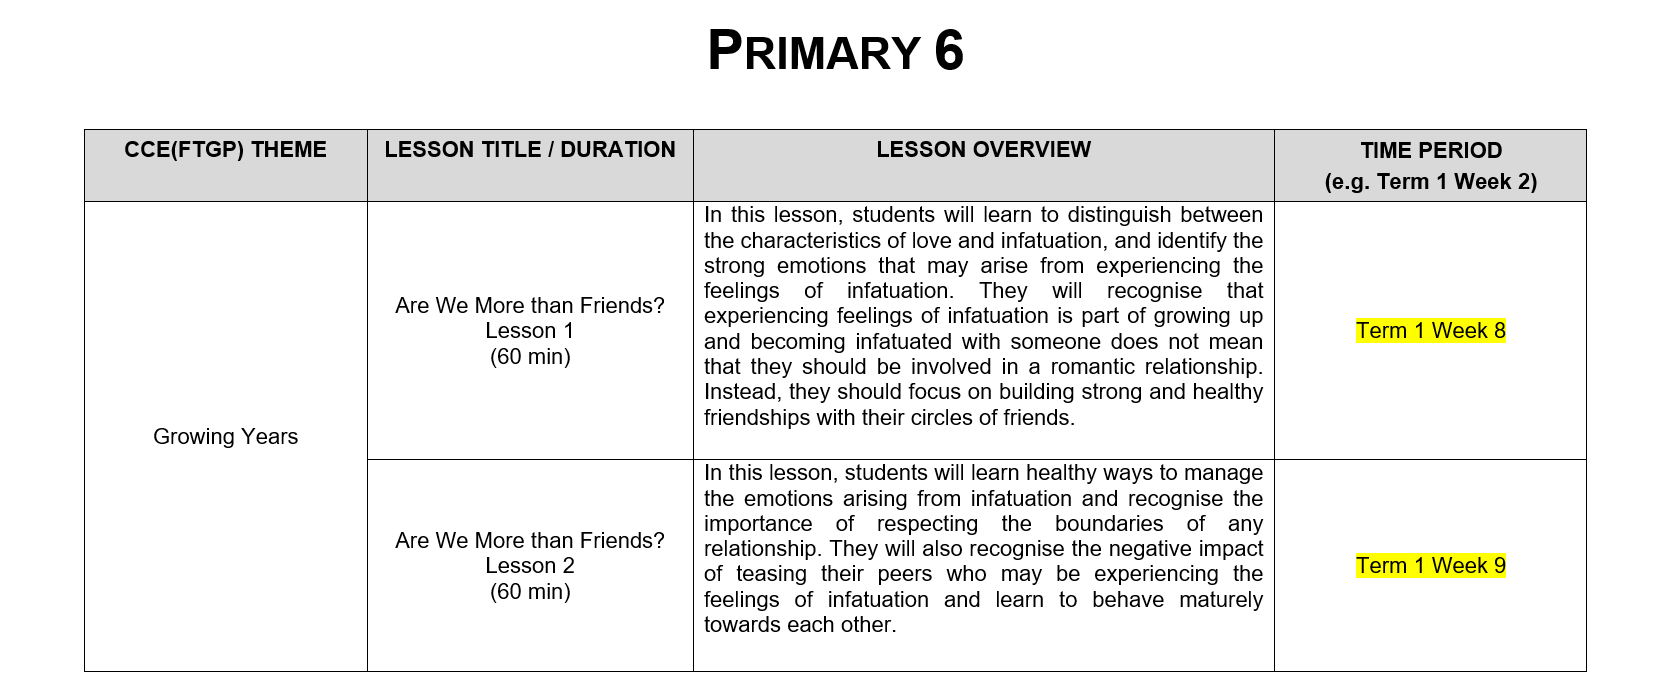 PRIMARY 6
CCE(FTGP) THEME
LESSON TITLE / DURATION
LESSON OVERVIEW
TIME PERIOD
(e.g. Term 1 Week 2)
Growing Years
Are We More than Friends?
Lesson 1
(60 min)
In this lesson, students will learn to distinguish between
the characteristics of love and infatuation, and identify the
strong emotions that may arise from experiencing the
feelings of infatuation. They will recognise that
experiencing feelings of infatuation is part of growing up
and becoming infatuated with someone does not mean
that they should be involved in a romantic relationship.
Instead, they should focus on building strong and healthy
friendships with their circles of friends.
Term 1 Week 8
Are We More than Friends?
Lesson 2
(60 min)
In this lesson, students will learn healthy ways to manage
the emotions arising from infatuation and recognise the
importance of respecting the boundaries of any
relationship. They will also recognise the negative impact
of teasing their peers who may be experiencing the
feelings of infatuation and learn to behave maturely
towards each other.
Term 1 Week 9